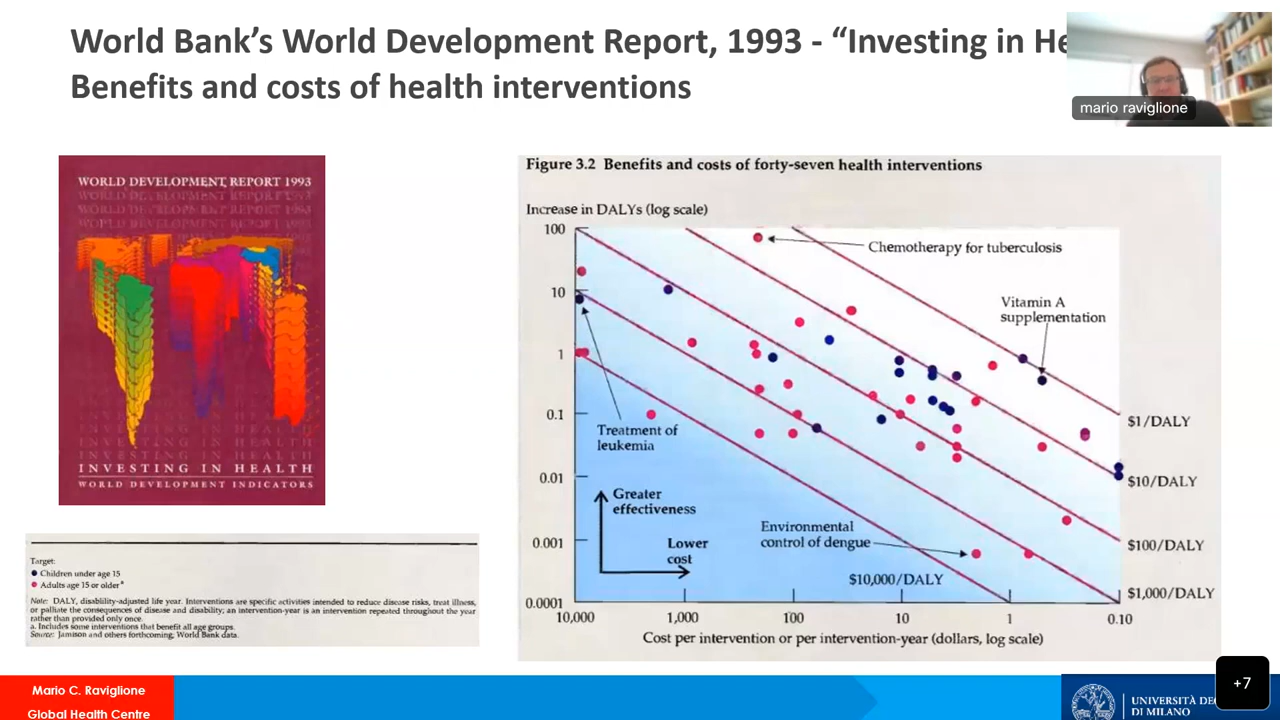 World Bank’s World Development Report, 1993 - “Investing in He
Benefits and costs of health interventions
mario raviglione
WORLD DEVELOPMENT REPORT 1993
INVESTING IN HEALTH
WORLD DEVELOPMENT INDICATORS
Target:
Children under age 15
Adults age 15 or older a
Note: DALY, disability-adjusted life year. Interventions are specific activities intended to reduce disease risks, treat illness,
or palliate the consequences of disease and disability; an intervention-year is an intervention repeated throughout the year
rather than provided only once.
a. Includes some interventions that benefit all age groups.
Source: Jamison and others forthcoming; World Bank data.
Figure 3.2 Benefits and costs of forty-seven health interventions
Increase in DALYs (log scale)
100
10
1
0.1
0.01
0.001
0.0001
Chemotherapy for tuberculosis
Vitamin A
supplementation
Treatment of
leukemia
Greater
effectiveness
Lower
cost
Environmental
control of dengue
$1/DALY
$10/DALY
$100/DALY
$1,000/DALY
$10,000/DALY
10,000 1,000 100 10 1 0.10
Cost per intervention or per intervention-year (dollars, log scale)
Mario C. Raviglione
Global Health Centre
UNIVERSITÀ DE
DI MILANO
+7